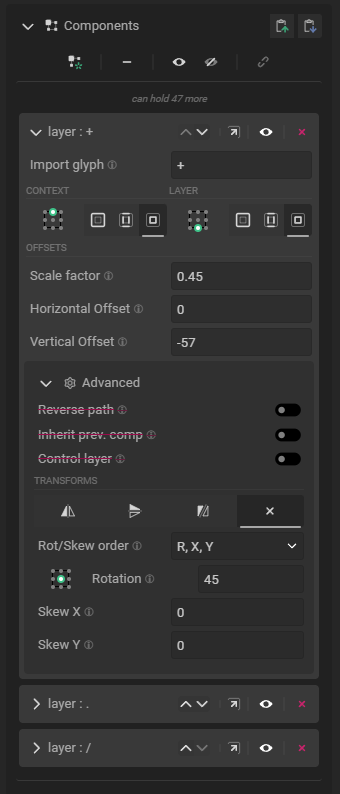 Components
can hold 47 more
layer : +
Import glyph +
CONTEXT LAYER
OFFSETS
Scale factor 0.45
Horizontal Offset 0
Vertical Offset -57
Advanced
Reverse path
Inherit prev. comp
Control layer
TRANSFORMS
Rot/Skew order R, X, Y
Rotation 45
Skew X 0
Skew Y 0
layer : .
layer : /